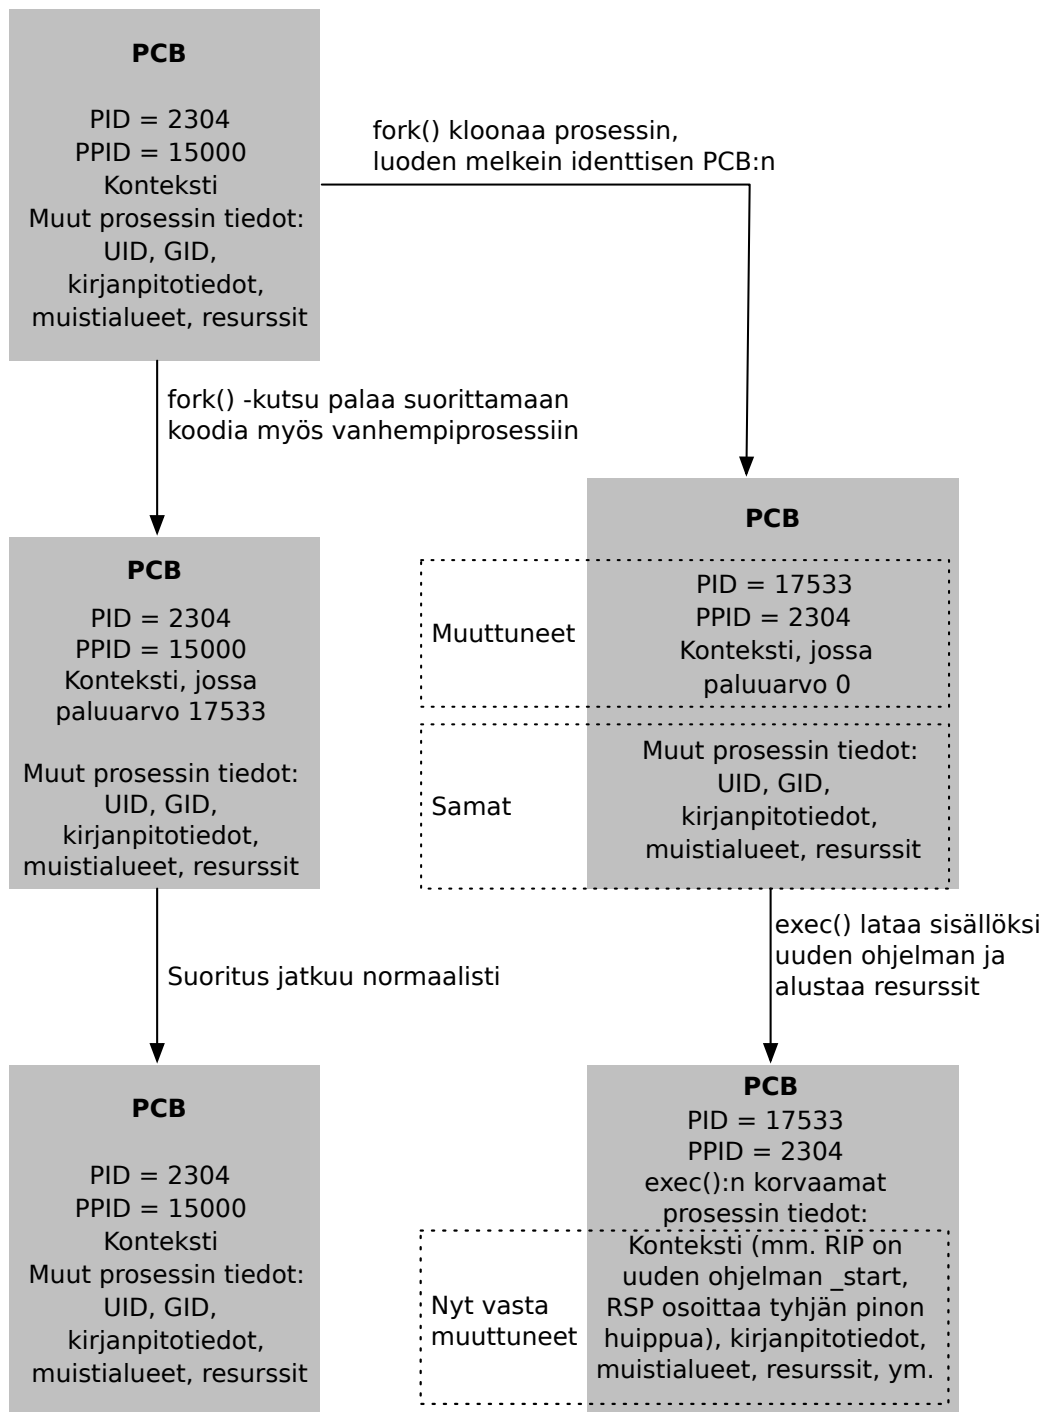 PCB
PID = 2304
PPID = 15000
Konteksti
Muut prosessin tiedot:
UID, GID,
kirjanpitotiedot,
muistialueet, resurssit
fork() kloonaa prosessin,
luoden melkein identtisen PCB:n
fork() -kutsu palaa suorittamaan
koodia myös vanhempiprosessiin
PCB
PID = 2304
PPID = 15000
Konteksti, jossa
paluuarvo 17533
Muut prosessin tiedot:
UID, GID,
kirjanpitotiedot,
muistialueet, resurssit
PCB
Muuttuneet
PID = 17533
PPID = 2304
Konteksti, jossa
paluuarvo 0
Samat
Muut prosessin tiedot:
UID, GID,
kirjanpitotiedot,
muistialueet, resurssit
Suoritus jatkuu normaalisti
exec() lataa sisällöksi
uuden ohjelman ja
alustaa resurssit
PCB
PID = 2304
PPID = 15000
Konteksti
Muut prosessin tiedot:
UID, GID,
kirjanpitotiedot,
muistialueet, resurssit
PCB
PID = 17533
PPID = 2304
exec():n korvaamat
prosessin tiedot:
Nyt vasta
muuttuneet
Konteksti (mm. RIP on
uuden ohjelman _start,
RSP osoittaa tyhjän pinon
huippua), kirjanpitotiedot,
muistialueet, resurssit, ym.